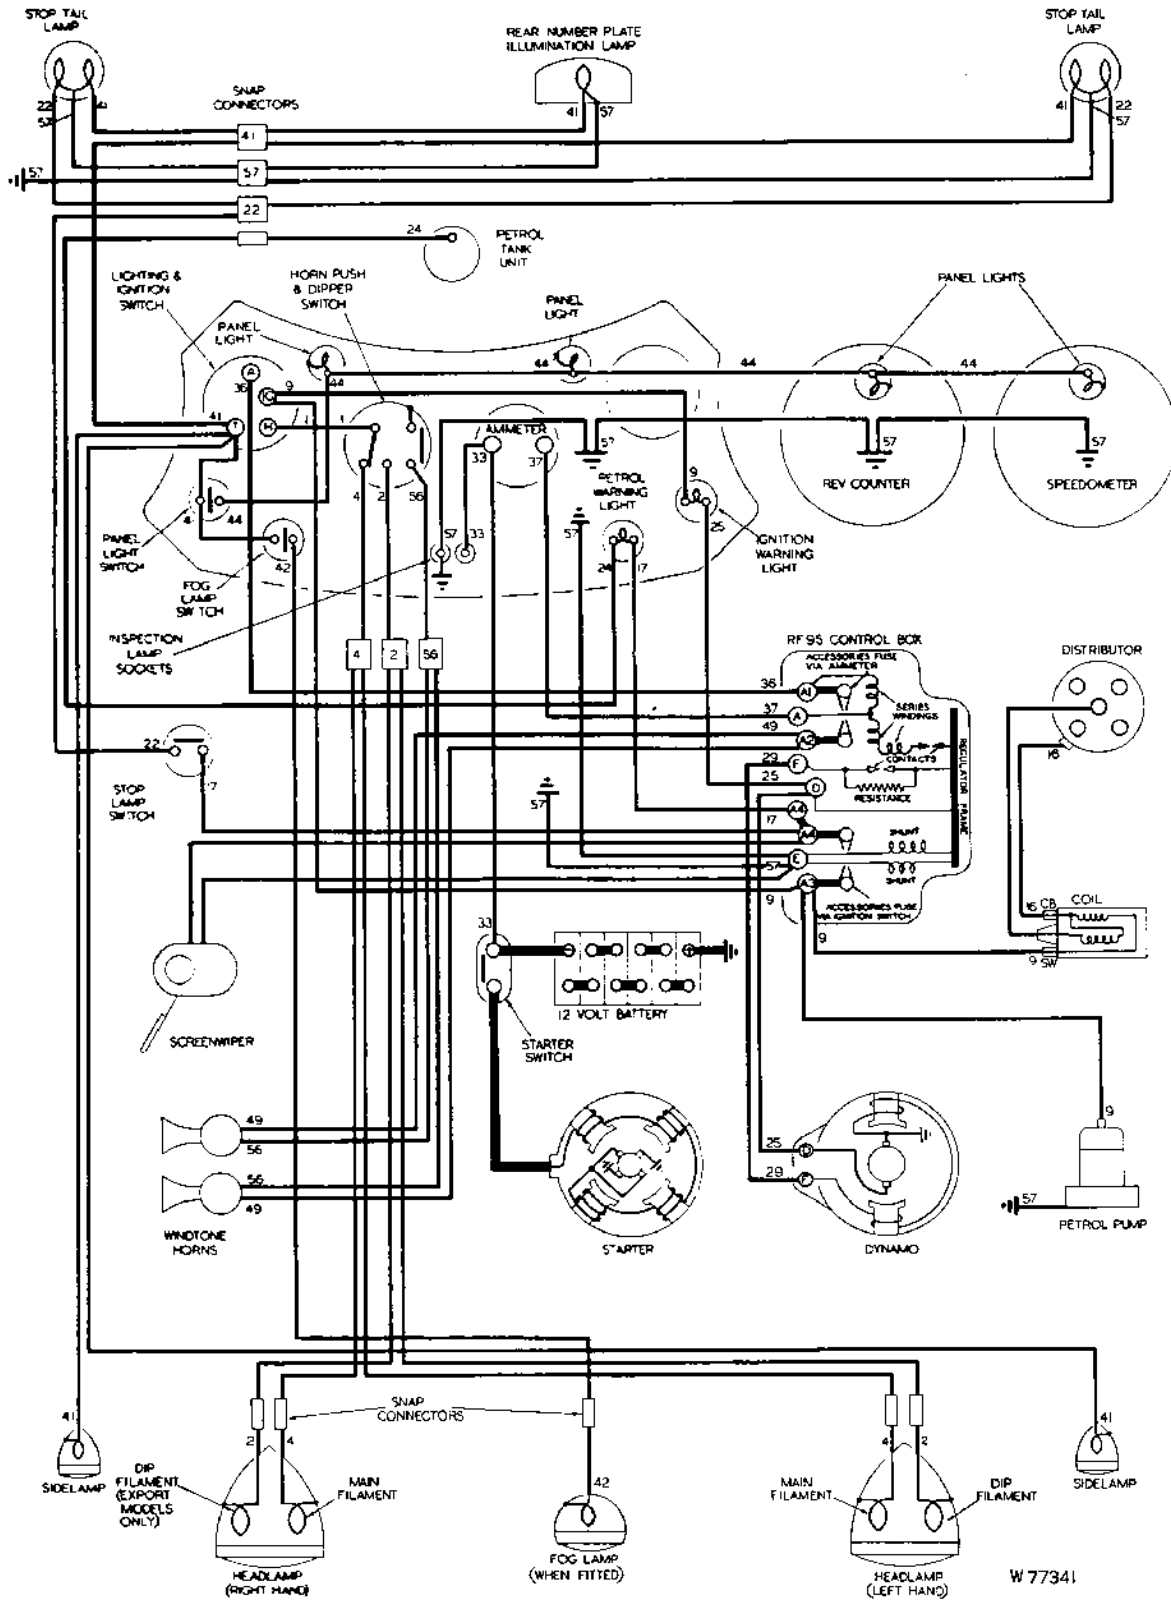 STOP TAIL
LAMP
REAR NUMBER PLATE
ILLUMINATION LAMP
STOP TAIL
LAMP
22
41
57
SNAP
CONNECTORS
41
57
41
22
57
41
57
57
22
24
PETROL
TANK
UNIT
LIGHTING &
IGNITION
SWITCH
HORN PUSH
& DIPPER
SWITCH
PANEL
LIGHT
PANEL
LIGHT
PANEL LIGHTS
A
36
9
44
44
44
44
41
T
H
1
AMMETER
33
37
57
57
57
REV COUNTER
SPEEDOMETER
4
2
56
PETROL
WARNING
LIGHT
9
25
IGNITION
WARNING
LIGHT
44
PANEL
LIGHT
SWITCH
42
FOG
LAMP
SWITCH
57
33
57
24
17
INSPECTION
LAMP
SOCKETS
4
2
56
RF95 CONTROL BOX
ACCESSORIES FUSE
VIA AMMETER
DISTRIBUTOR
36
A1
SERIES
WINDINGS
37
A
49
A2
29
F
CONTACTS
25
D
RESISTANCE
REGULATOR FRAME
16
22
17
STOP
LAMP
SWITCH
57
A4
17
A4
SHUNT
E
57
SHUNT
A3
9
ACCESSORIES FUSE
VIA IGNITION SWITCH
9
16 CB
COIL
9 SW
33
12 VOLT BATTERY
STARTER
SWITCH
SCREENWIPER
49
56
56
49
WINDTONE
HORNS
STARTER
25
D
29
F
DYNAMO
9
57
PETROL PUMP
41
SIDELAMP
SNAP
CONNECTORS
2
4
DIP
FILAMENT
(EXPORT
MODELS
ONLY)
MAIN
FILAMENT
HEADLAMP
(RIGHT HAND)
42
FOG LAMP
(WHEN FITTED)
4
2
MAIN
FILAMENT
DIP
FILAMENT
HEADLAMP
(LEFT HAND)
41
SIDELAMP
W77341